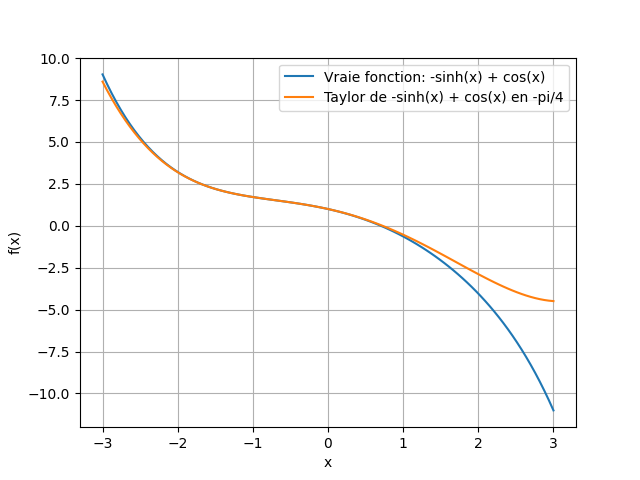 Vraie fonction: -sinh(x) + cos(x)
Taylor de -sinh(x) + cos(x) en -pi/4
10.0
7.5
5.0
2.5
0.0
−2.5
−5.0
−7.5
−10.0
f(x)
−3 −2 −1 0 1 2 3
x